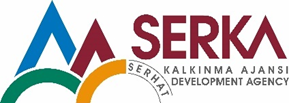 SERKA
SERHAT
KALKINMA AJANSI
DEVELOPMENT AGENCY